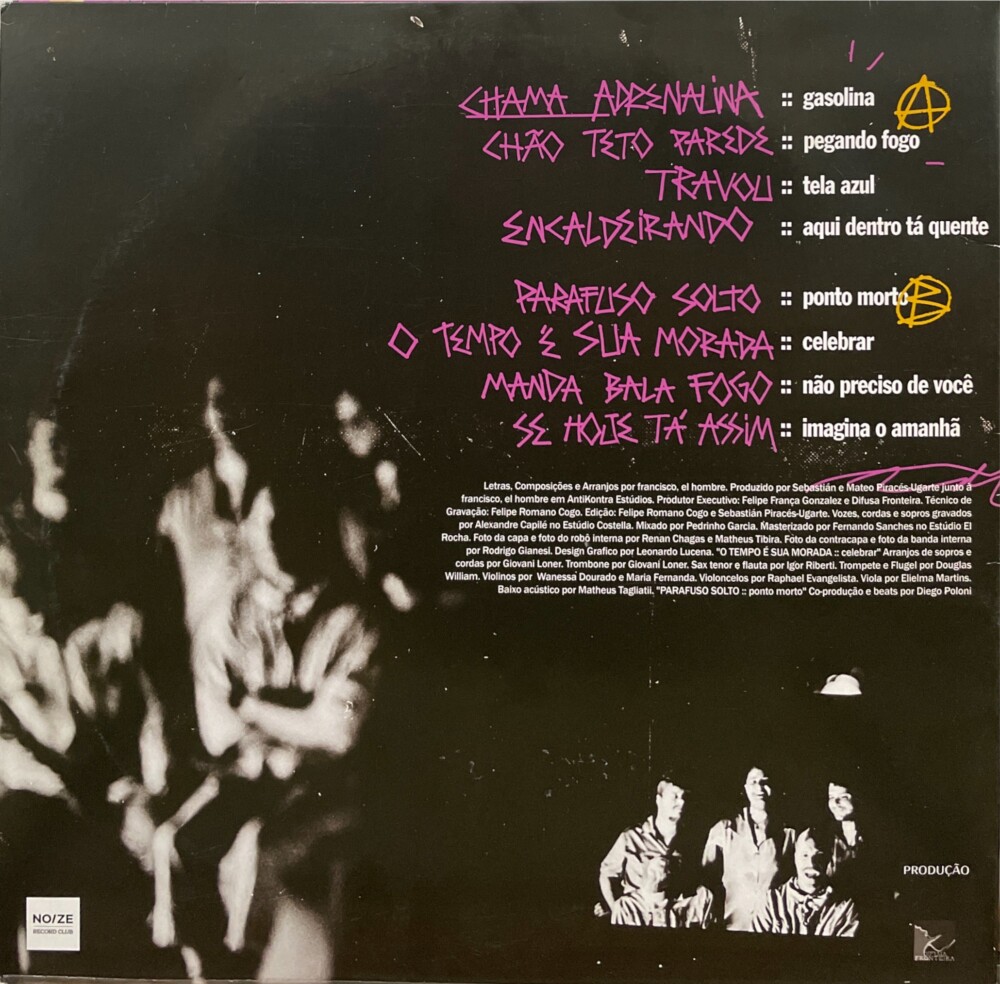 CHAMA ADRENALINA :: gasolina A
CHÃO TETO PAREDE :: pegando fogo
TRAVOU :: tela azul
ENCALDEIRANDO :: aqui dentro tá quente
PARAFUSO SOLTO :: ponto morto B
O TEMPO É SUA MORADA :: celebrar
MANDA BALA FOGO :: não preciso de você
SE HOJE TÁ ASSIM :: imagina o amanhã
Letras, Composições e Arranjos por francisco, el hombre. Produzido por Sebastián e Mateo Piracés-Ugarte junto à
francisco, el hombre em AntiKontra Estúdios. Produtor Executivo: Felipe França Gonzalez e Difusa Fronteira. Técnico de
Gravação: Felipe Romano Cogo. Edição: Felipe Romano Cogo e Sebastián Piracés-Ugarte. Vozes, cordas e sopros gravados
por Alexandre Capilé no Estúdio Costella. Mixado por Pedrinho Garcia. Masterizado por Fernando Sanches no Estúdio El
Rocha. Foto da capa e foto do robô interna por Renan Chagas e Matheus Tibira. Foto da contracapa e foto da banda interna
por Rodrigo Gianesi. Design Grafico por Leonardo Lucena. "O TEMPO É SUA MORADA :: celebrar" Arranjos de sopros e
cordas por Giovani Loner. Trombone por Giovani Loner. Sax tenor e flauta por Igor Riberti. Trompete e Flugel por Douglas
William. Violinos por Wanessa Dourado e Maria Fernanda. Violoncelos por Raphael Evangelista. Viola por Elielma Martins.
Baixo acústico por Matheus Tagliatii. "PARAFUSO SOLTO :: ponto morto" Co-produção e beats por Diego Poloni
PRODUÇÃO
NO/ZE
RECORD CLUB
FRONTEIRA